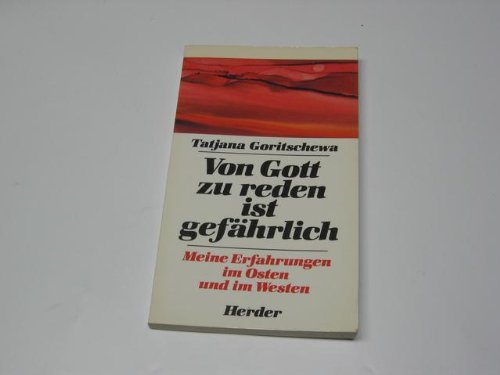 Tatjana Goritschewa
Von Gott
zu reden
ist
gefährlich
Meine Erfahrungen
im Osten
und im Westen
Herder